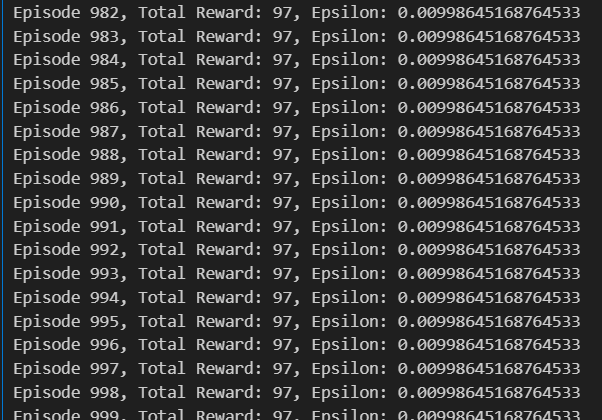 Episode 982, Total Reward: 97, Epsilon: 0.00998645168764533
Episode 983, Total Reward: 97, Epsilon: 0.00998645168764533
Episode 984, Total Reward: 97, Epsilon: 0.00998645168764533
Episode 985, Total Reward: 97, Epsilon: 0.00998645168764533
Episode 986, Total Reward: 97, Epsilon: 0.00998645168764533
Episode 987, Total Reward: 97, Epsilon: 0.00998645168764533
Episode 988, Total Reward: 97, Epsilon: 0.00998645168764533
Episode 989, Total Reward: 97, Epsilon: 0.00998645168764533
Episode 990, Total Reward: 97, Epsilon: 0.00998645168764533
Episode 991, Total Reward: 97, Epsilon: 0.00998645168764533
Episode 992, Total Reward: 97, Epsilon: 0.00998645168764533
Episode 993, Total Reward: 97, Epsilon: 0.00998645168764533
Episode 994, Total Reward: 97, Epsilon: 0.00998645168764533
Episode 995, Total Reward: 97, Epsilon: 0.00998645168764533
Episode 996, Total Reward: 97, Epsilon: 0.00998645168764533
Episode 997, Total Reward: 97, Epsilon: 0.00998645168764533
Episode 998, Total Reward: 97, Epsilon: 0.00998645168764533
Episode 999, Total Reward: 97, Epsilon: 0.00998645168764533